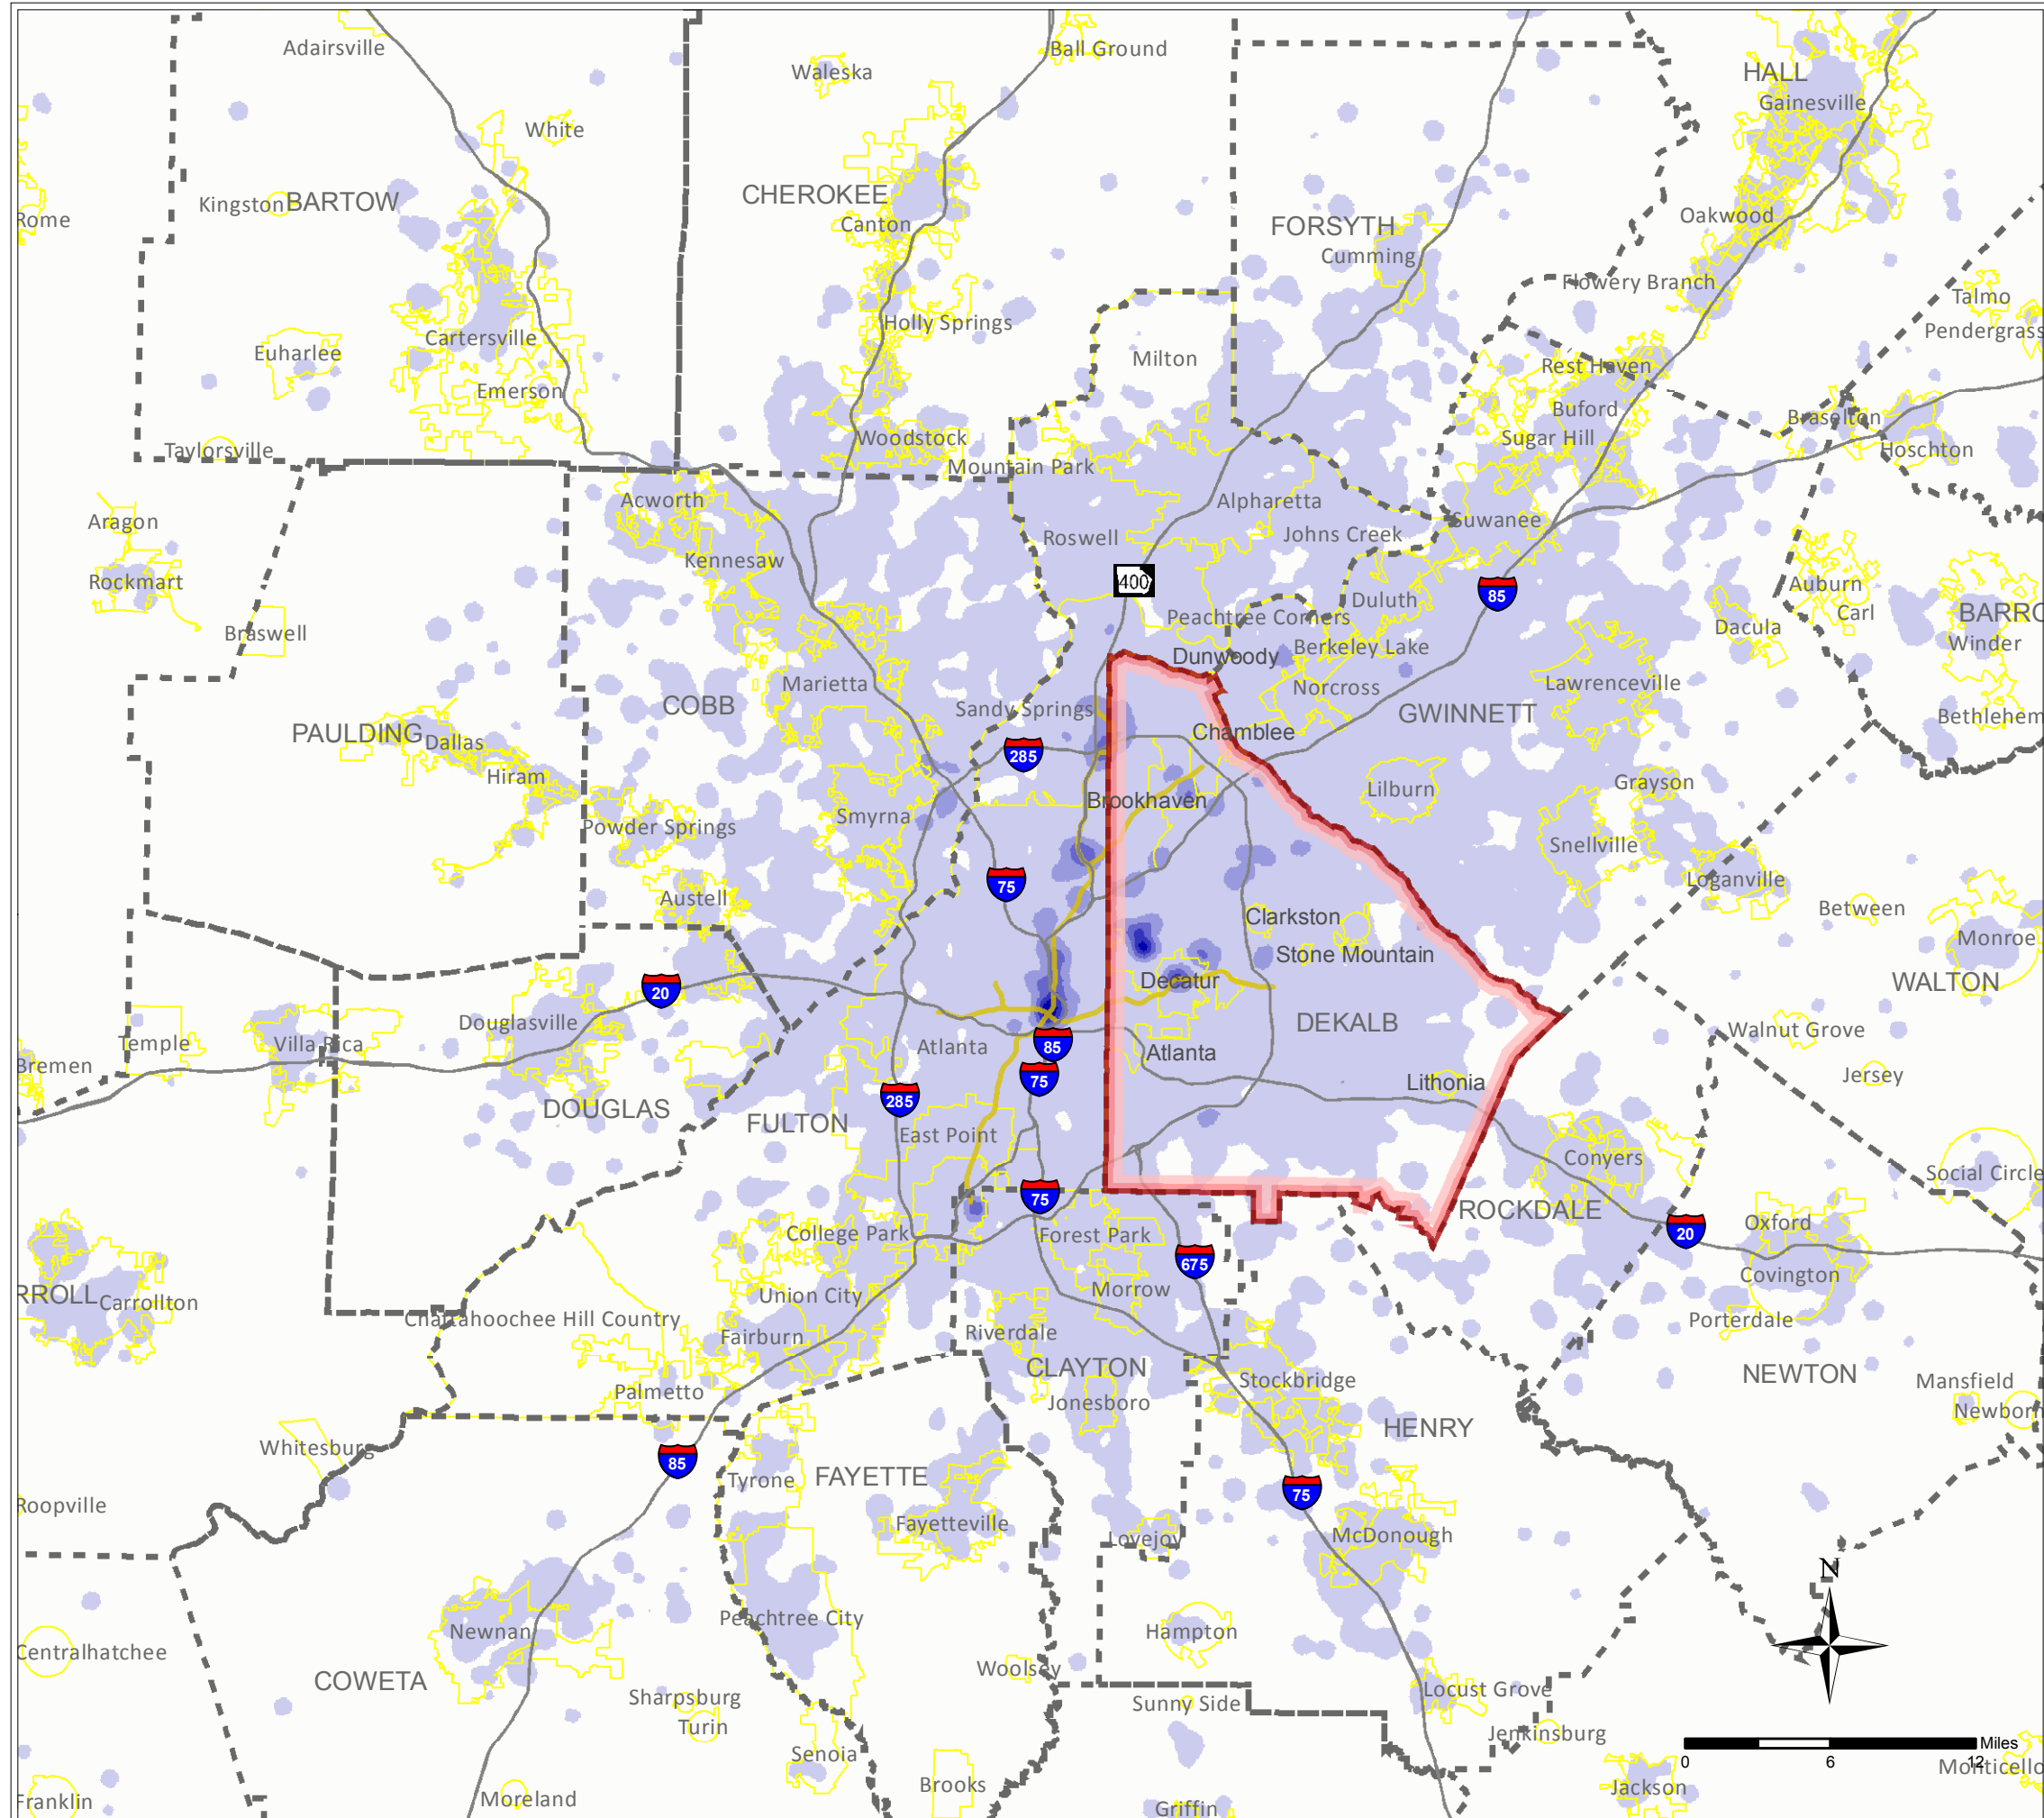 Adairsville
Ball Ground
Waleska
HALL
Gainesville
White
Kingston
BARTOW
CHEROKEE
Canton
Rome
Oakwood
FORSYTH
Cumming
Flowery Branch
Talmo
Pendergrass
Holly Springs
Cartersville
Euharlee
Milton
Rest Haven
Emerson
Buford
Braselton
Woodstock
Sugar Hill
Hoschton
Taylorsville
Mountain Park
Acworth
Alpharetta
Aragon
Suwanee
Roswell
Johns Creek
Kennesaw
400
Rockmart
Auburn
85
Duluth
Carl
BARRO
Peachtree Corners
Braswell
Dacula
Winder
Berkeley Lake
Dunwoody
Marietta
Norcross
Lawrenceville
COBB
Sandy Springs
GWINNETT
Bethlehem
PAULDING
Dallas
Chamblee
285
Hiram
Grayson
Lilburn
Brookhaven
Smyrna
Powder Springs
Snellville
75
Loganville
Austell
Between
Clarkston
Monroe
Stone Mountain
Decatur
WALTON
20
Douglasville
DEKALB
Walnut Grove
Temple
Villa Rica
Atlanta
85
Atlanta
Bremen
75
Lithonia
Jersey
285
DOUGLAS
FULTON
East Point
Conyers
Social Circle
75
ROCKDALE
Oxford
College Park
Forest Park
20
675
Covington
Morrow
RROLL
Carrollton
Union City
Chattahoochee Hill Country
Porterdale
Fairburn
Riverdale
CLAYTON
NEWTON
Stockbridge
Mansfield
Palmetto
Jonesboro
Newborn
HENRY
Whitesburg
85
Tyrone
FAYETTE
75
Roopville
Fayetteville
McDonough
Lovejoy
N
Peachtree City
Newnan
Hampton
Centralhatchee
Woolsey
COWETA
Locust Grove
Sharpsburg
Sunny Side
Turin
Jenkinsburg
Miles
Senoia
0 6 12
Monticello
Brooks
Jackson
Moreland
Franklin
Griffin